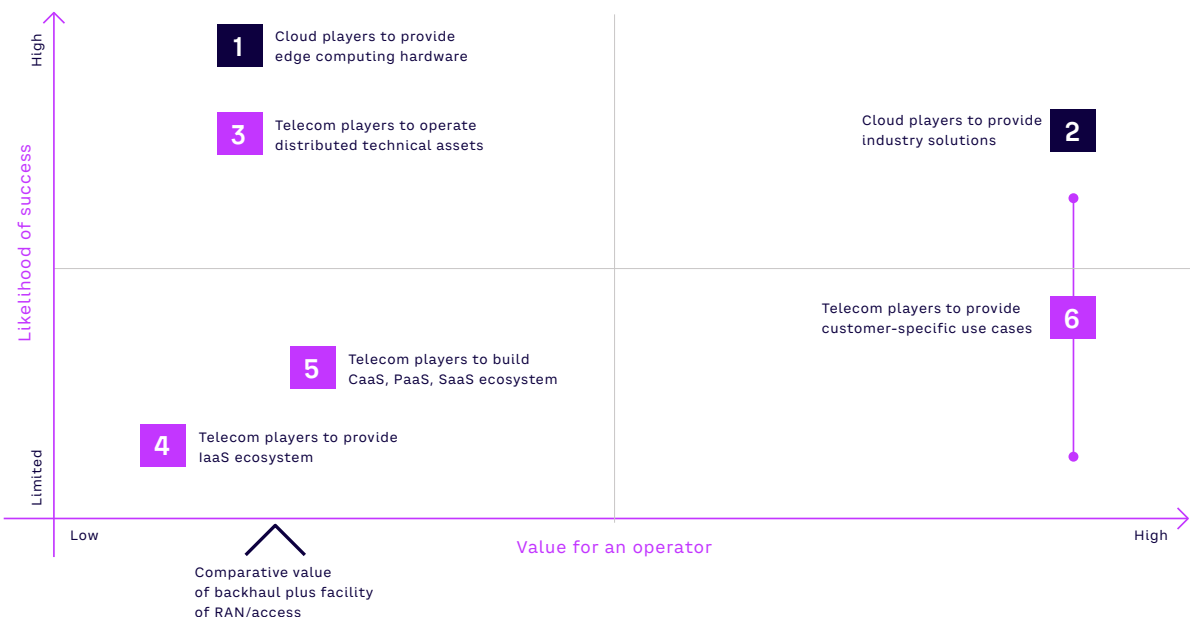 High
1
Cloud players to provide
edge computing hardware
3
Telecom players to operate
distributed technical assets
Cloud players to provide
industry solutions
2
Likelihood of success
Telecom players to provide
customer-specific use cases
6
5
Telecom players to build
CaaS, PaaS, SaaS ecosystem
4
Telecom players to provide
IaaS ecosystem
Limited
Low
Value for an operator
High
Comparative value
of backhaul plus facility
of RAN/access